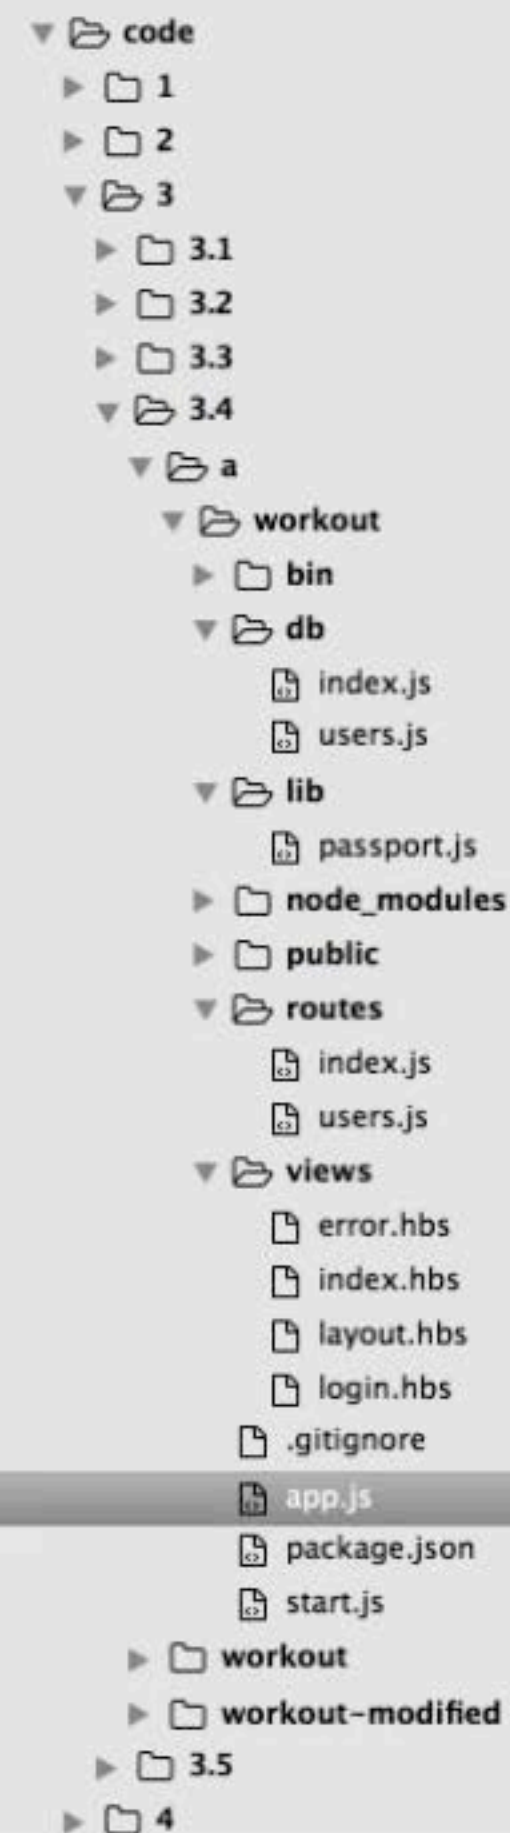 code
1
2
3
3.1
3.2
3.3
3.4
a
workout
bin
db
index.js
users.js
lib
passport.js
node_modules
public
routes
index.js
users.js
views
error.hbs
index.hbs
layout.hbs
login.hbs
.gitignore
app.js
package.json
start.js
workout
workout-modified
3.5
4